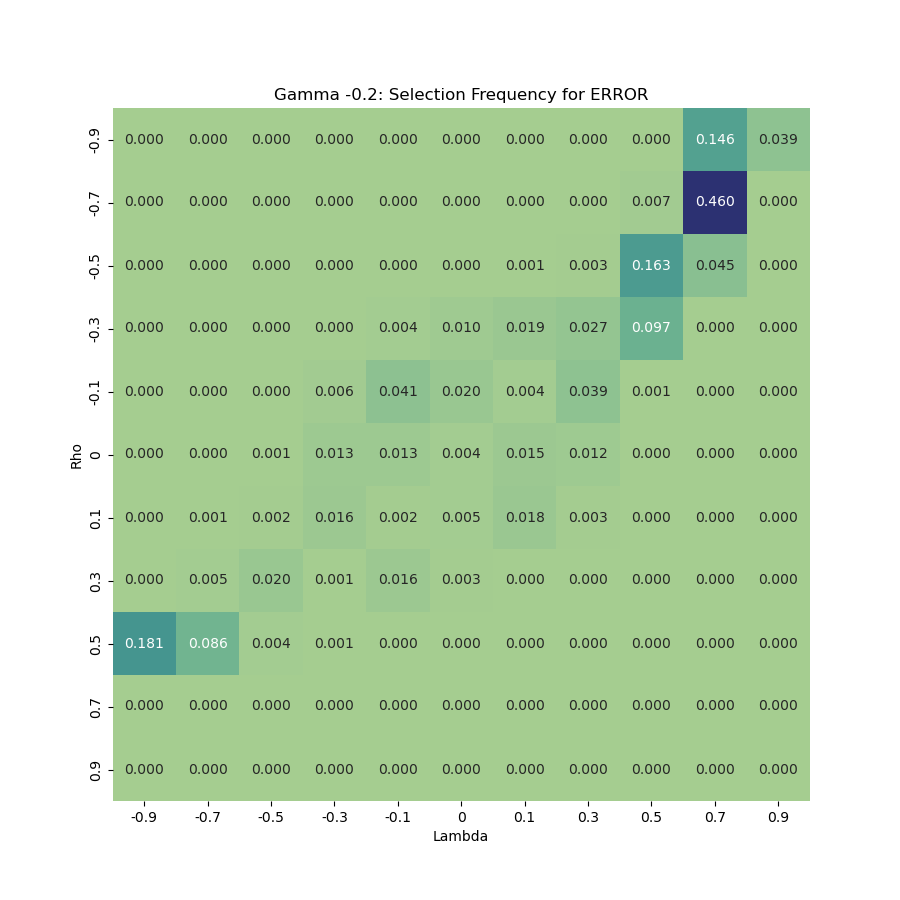 Gamma -0.2: Selection Frequency for ERROR
-0.9 0.000 0.000 0.000 0.000 0.000 0.000 0.000 0.000 0.000 0.146 0.039
-0.7 0.000 0.000 0.000 0.000 0.000 0.000 0.000 0.000 0.007 0.460 0.000
-0.5 0.000 0.000 0.000 0.000 0.000 0.000 0.001 0.003 0.163 0.045 0.000
-0.3 0.000 0.000 0.000 0.000 0.004 0.010 0.019 0.027 0.097 0.000 0.000
-0.1 0.000 0.000 0.000 0.006 0.041 0.020 0.004 0.039 0.001 0.000 0.000
Rho
0 0.000 0.000 0.001 0.013 0.013 0.004 0.015 0.012 0.000 0.000 0.000
0.1 0.000 0.001 0.002 0.016 0.002 0.005 0.018 0.003 0.000 0.000 0.000
0.3 0.000 0.005 0.020 0.001 0.016 0.003 0.000 0.000 0.000 0.000 0.000
0.5 0.181 0.086 0.004 0.001 0.000 0.000 0.000 0.000 0.000 0.000 0.000
0.7 0.000 0.000 0.000 0.000 0.000 0.000 0.000 0.000 0.000 0.000 0.000
0.9 0.000 0.000 0.000 0.000 0.000 0.000 0.000 0.000 0.000 0.000 0.000
-0.9 -0.7 -0.5 -0.3 -0.1 0 0.1 0.3 0.5 0.7 0.9
Lambda